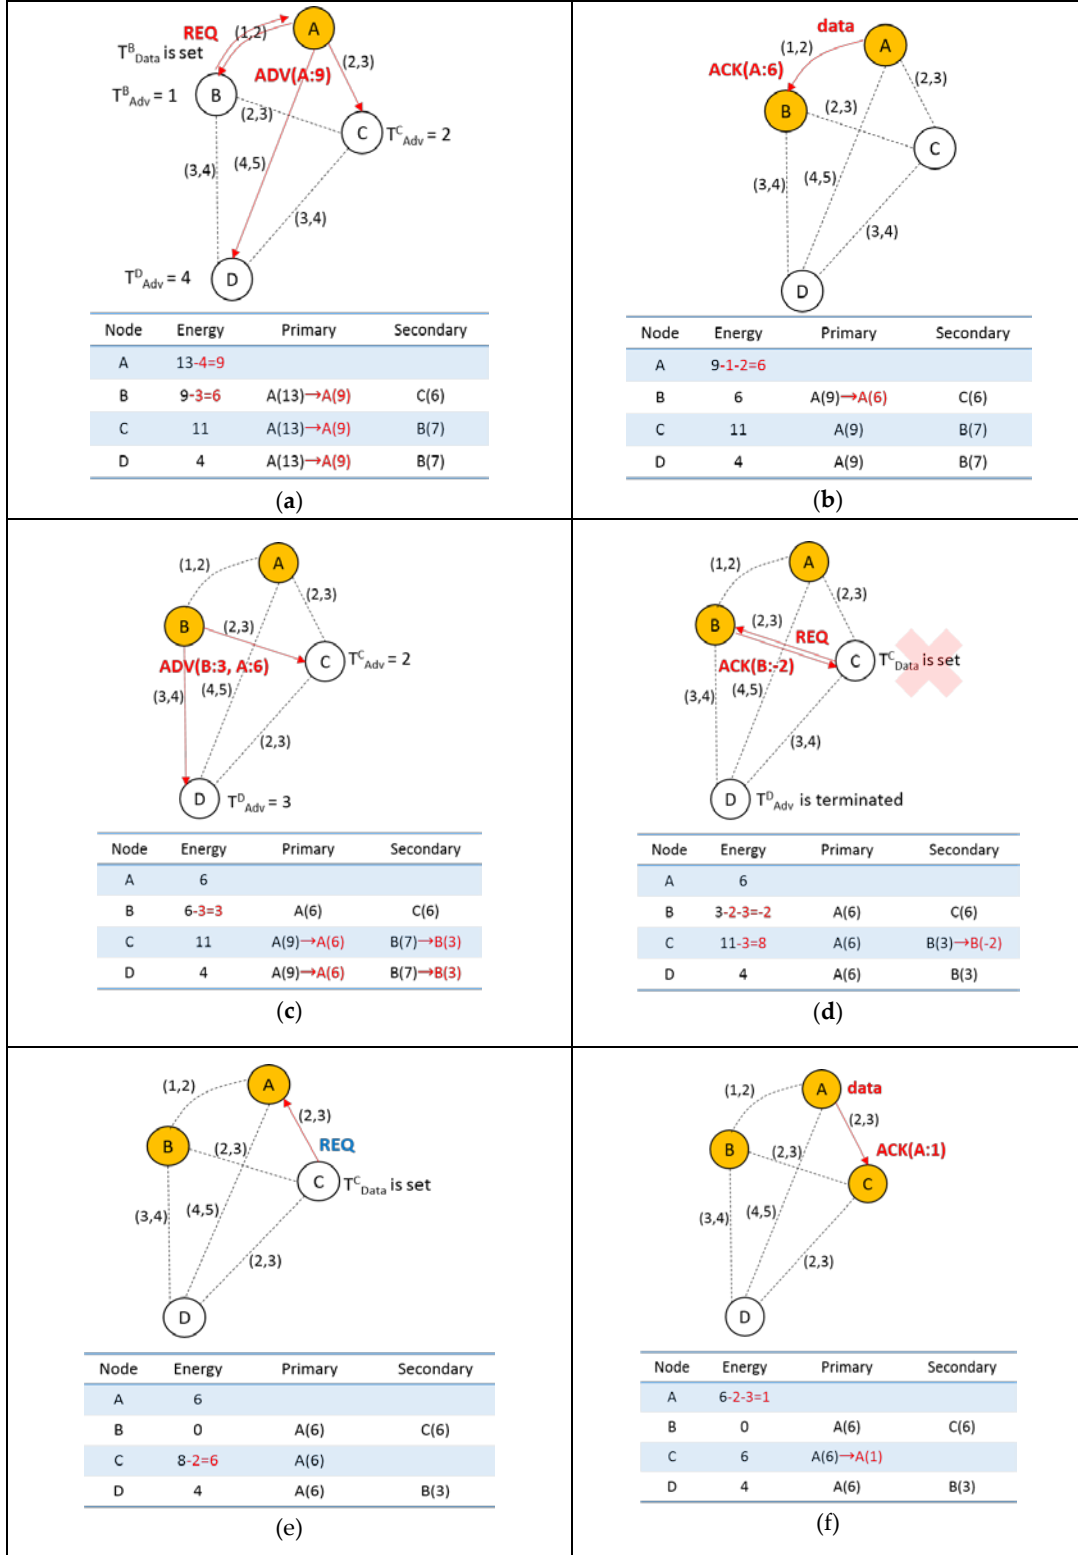 REQ
(1,2)
A
T^B_Data is set
ADV(A:9)
(2,3)
T^B_Adv = 1
B
(2,3)
C
T^C_Adv = 2
(3,4)
(4,5)
(3,4)
T^D_Adv = 4
D
Node Energy Primary Secondary
A 13-4=9
B 9-3=6 A(13)→A(9) C(6)
C 11 A(13)→A(9) B(7)
D 4 A(13)→A(9) B(7)
(a)
data
(1,2)
A
ACK(A:6)
(2,3)
B
(2,3)
C
(3,4)
(4,5)
(3,4)
D
Node Energy Primary Secondary
A 9-1-2=6
B 6 A(9)→A(6) C(6)
C 11 A(9) B(7)
D 4 A(9) B(7)
(b)
(1,2)
A
(2,3)
B
(2,3)
ADV(B:3, A:6)
C
T^C_Adv = 2
(3,4)
(4,5)
(2,3)
D
T^D_Adv = 3
Node Energy Primary Secondary
A 6
B 6-3=3 A(6) C(6)
C 11 A(9)→A(6) B(7)→B(3)
D 4 A(9)→A(6) B(7)→B(3)
(c)
(1,2)
A
(2,3)
B
(2,3)
REQ
ACK(B:-2)
C
T^C_Data is set
(3,4)
(4,5)
(3,4)
D
T^D_Adv is terminated
Node Energy Primary Secondary
A 6
B 3-2-3=-2 A(6) C(6)
C 11-3=8 A(6) B(3)→B(-2)
D 4 A(6) B(3)
(d)
(1,2)
A
(2,3)
B
(2,3)
REQ
C
T^C_Data is set
(3,4)
(4,5)
(2,3)
D
Node Energy Primary Secondary
A 6
B 0 A(6) C(6)
C 8-2=6 A(6)
D 4 A(6) B(3)
(e)
(1,2)
A
data
(2,3)
B
(2,3)
ACK(A:1)
C
(3,4)
(4,5)
(2,3)
D
Node Energy Primary Secondary
A 6-2-3=1
B 0 A(6) C(6)
C 6 A(6)→A(1)
D 4 A(6) B(3)
(f)